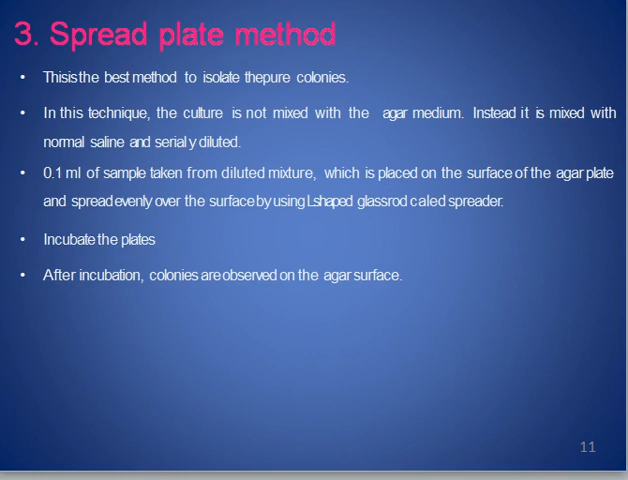 3. Spread plate method
• Thisisthe best method to isolate thepure colonies.
• In this technique, the culture is not mixed with the agar medium. Instead it is mixed with
normal saline and serialy diluted.
• 0.1 ml of sample taken from diluted mixture, which is placed on the surface of the agar plate
and spreadevenly over the surface by using Lshaped glassrod caled spreader.
• Incubate the plates
• After incubation, colonies are observed on the agar surface.
11